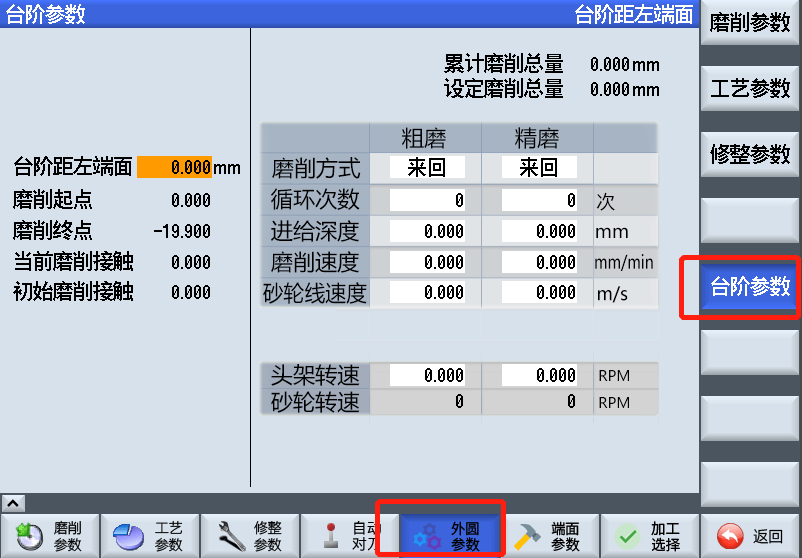 台阶参数 台阶距左端面
累计磨削总量 0.000mm
设定磨削总量 0.000mm
台阶距左端面 0.000mm
磨削起点 0.000
磨削终点 -19.900
当前磨削接触 0.000
初始磨削接触 0.000
粗磨 精磨
磨削方式 来回 来回
循环次数 0 0 次
进给深度 0.000 0.000 mm
磨削速度 0.000 0.000 mm/min
砂轮线速度 0.000 0.000 m/s
头架转速 0.000 0.000 RPM
砂轮转速 0 0 RPM
磨削参数
工艺参数
修整参数
台阶参数
磨削
参数
工艺
参数
修整
参数
自动
对刀
外圆
参数
端面
参数
加工
选择
返回